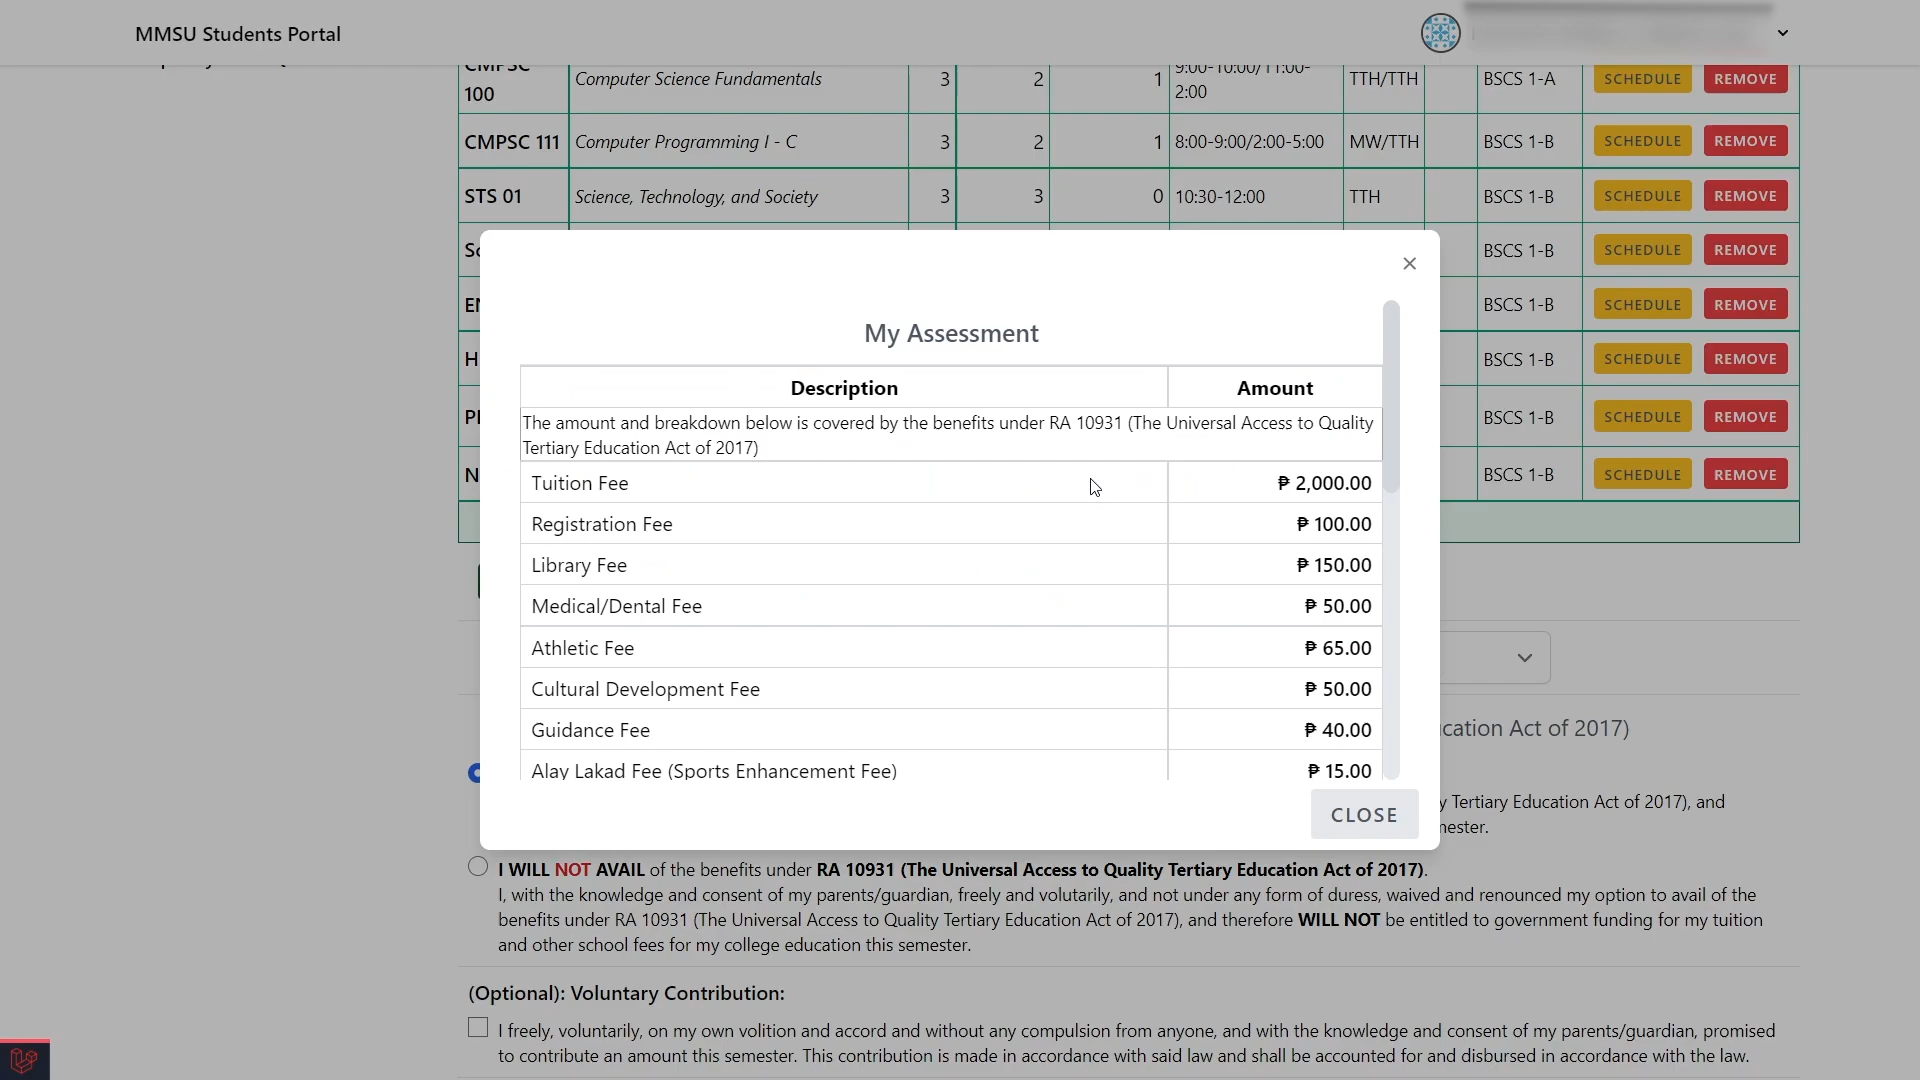 MMSU Students Portal
100 Computer Science Fundamentals 3 2 1 9:00-10:00/11:00-2:00 TTH/TTH BSCS 1-A SCHEDULE REMOVE
CMPSC 111 Computer Programming I - C 3 2 1 8:00-9:00/2:00-5:00 MW/TTH BSCS 1-B SCHEDULE REMOVE
STS 01 Science, Technology, and Society 3 3 0 10:30-12:00 TTH BSCS 1-B SCHEDULE REMOVE
BSCS 1-B SCHEDULE REMOVE
BSCS 1-B SCHEDULE REMOVE
BSCS 1-B SCHEDULE REMOVE
BSCS 1-B SCHEDULE REMOVE
BSCS 1-B SCHEDULE REMOVE
My Assessment
Description Amount
The amount and breakdown below is covered by the benefits under RA 10931 (The Universal Access to Quality
Tertiary Education Act of 2017)
Tuition Fee ₱ 2,000.00
Registration Fee ₱ 100.00
Library Fee ₱ 150.00
Medical/Dental Fee ₱ 50.00
Athletic Fee ₱ 65.00
Cultural Development Fee ₱ 50.00
Guidance Fee ₱ 40.00
Alay Lakad Fee (Sports Enhancement Fee) ₱ 15.00
CLOSE
Act of 2017)
Tertiary Education Act of 2017), and
I WILL NOT AVAIL of the benefits under RA 10931 (The Universal Access to Quality Tertiary Education Act of 2017).
I, with the knowledge and consent of my parents/guardian, freely and volutarily, and not under any form of duress, waived and renounced my option to avail of the
benefits under RA 10931 (The Universal Access to Quality Tertiary Education Act of 2017), and therefore WILL NOT be entitled to government funding for my tuition
and other school fees for my college education this semester.
(Optional): Voluntary Contribution:
I freely, voluntarily, on my own volition and accord and without any compulsion from anyone, and with the knowledge and consent of my parents/guardian, promised
to contribute an amount this semester. This contribution is made in accordance with said law and shall be accounted for and disbursed in accordance with the law.